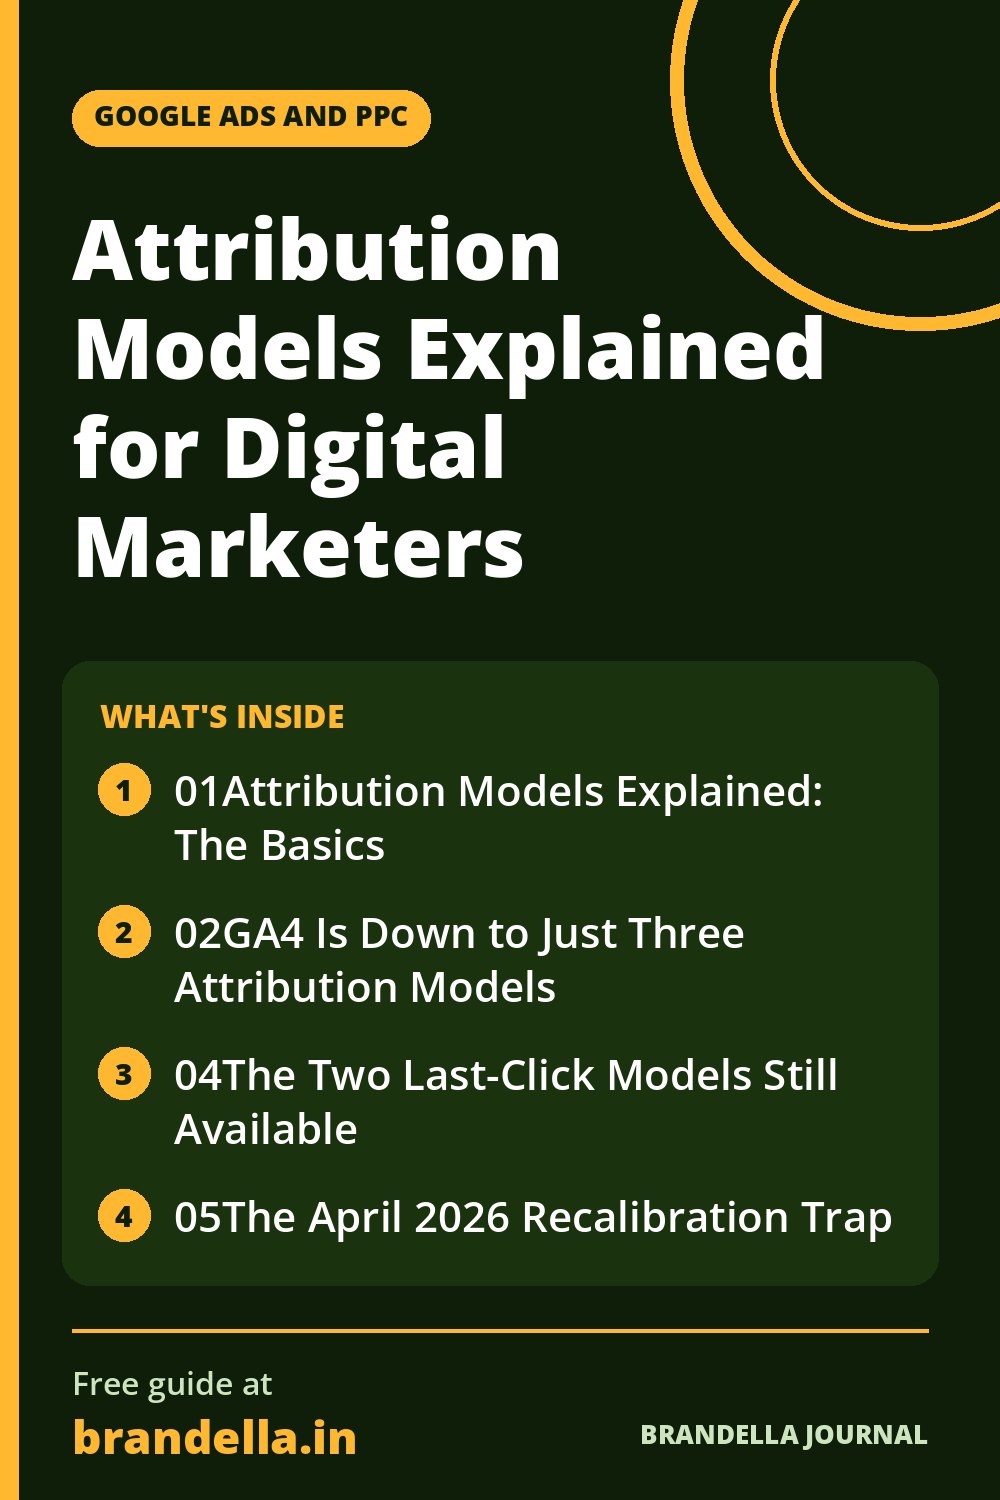 GOOGLE ADS AND PPC
Attribution
Models Explained
for Digital
Marketers
WHAT'S INSIDE
1 01Attribution Models Explained:
The Basics
2 02GA4 Is Down to Just Three
Attribution Models
3 04The Two Last-Click Models Still
Available
4 05The April 2026 Recalibration Trap
Free guide at
brandella.in
BRANDELLA JOURNAL